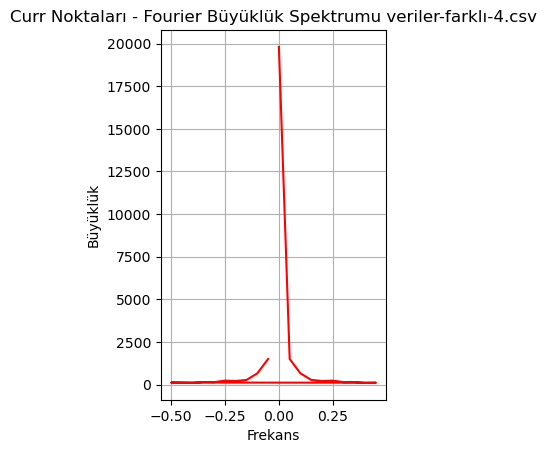 Curr Noktaları - Fourier Büyüklük Spektrumu veriler-farklı-4.csv
20000
17500
15000
12500
10000
7500
5000
2500
0
Büyüklük
−0.50 −0.25 0.00 0.25
Frekans